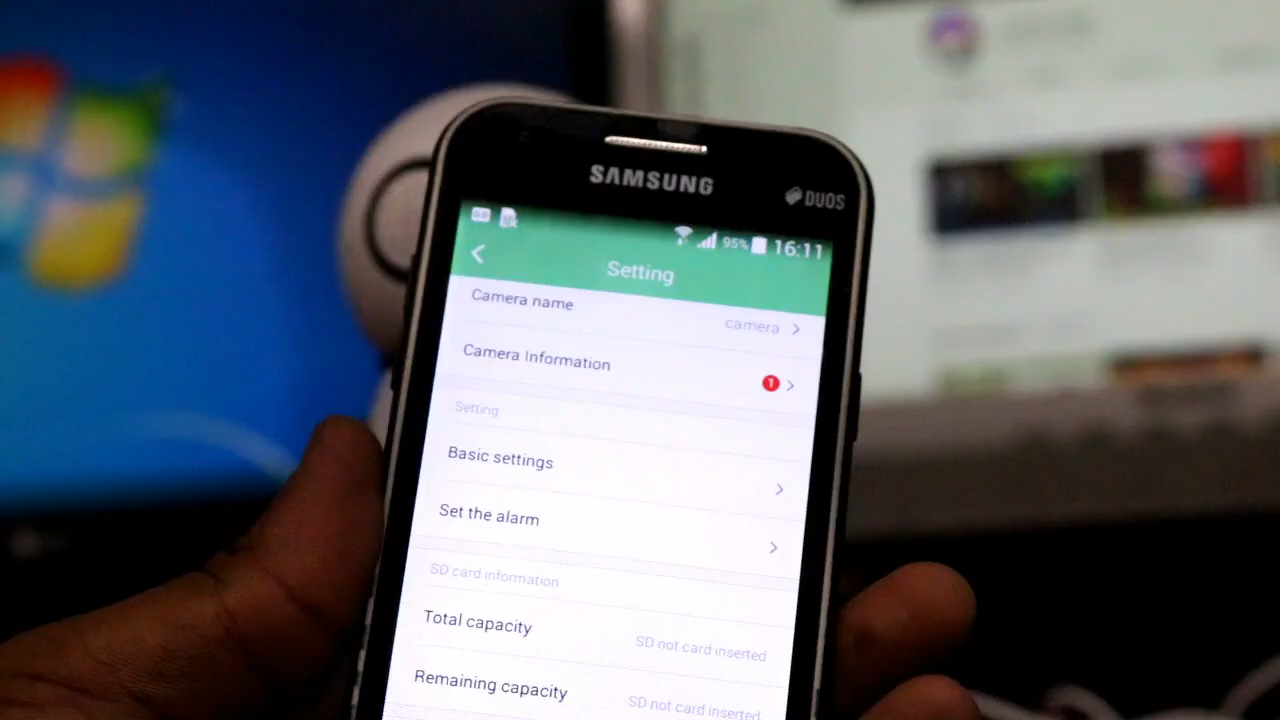 SAMSUNG
DUOS
95% 16:11
Setting
Camera name
camera
Camera Information
1
Setting
Basic settings
Set the alarm
SD card information
Total capacity
SD not card inserted
Remaining capacity
SD not card inserted